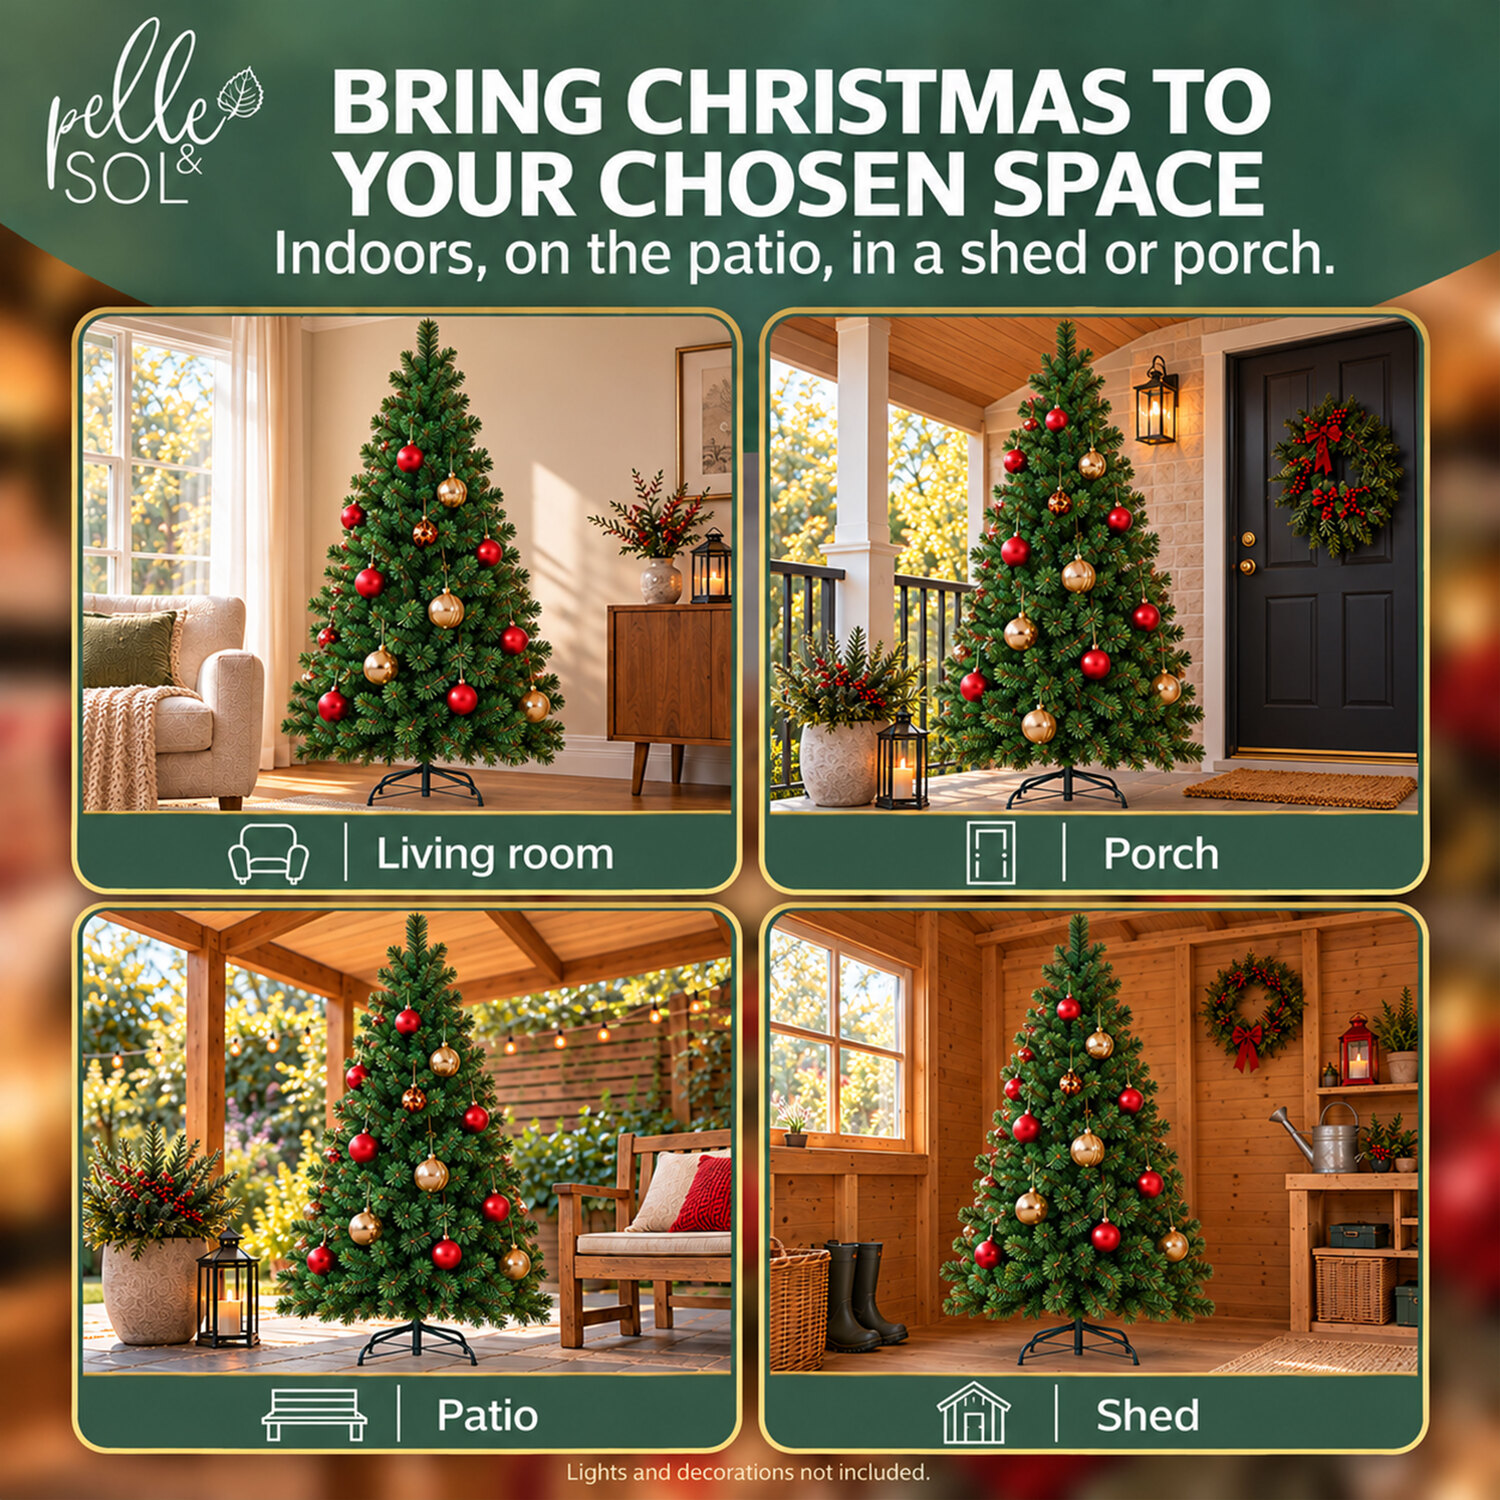 pelle
& SOL
BRING CHRISTMAS TO
YOUR CHOSEN SPACE
Indoors, on the patio, in a shed or porch.
Living room
Porch
Patio
Shed
Lights and decorations not included.